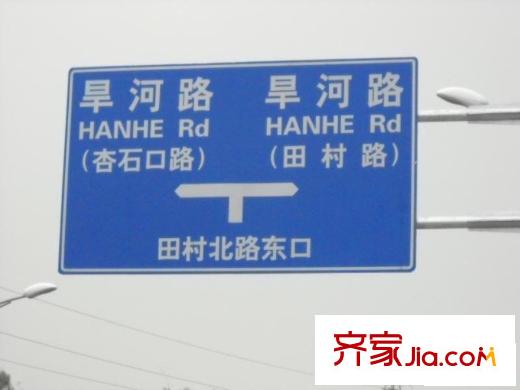 旱河路
HANHE Rd
(杏石口路)
旱河路
HANHE Rd
(田村路)
田村北路东口
齐家Jia.com